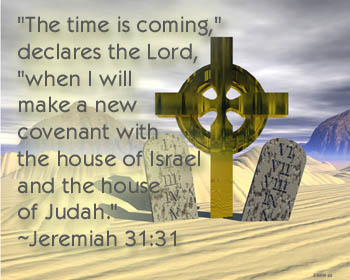 "The time is coming,"
declares the Lord,
"when I will
make a new
covenant with
the house of Israel
and the house
of Judah."
~Jeremiah 31:31